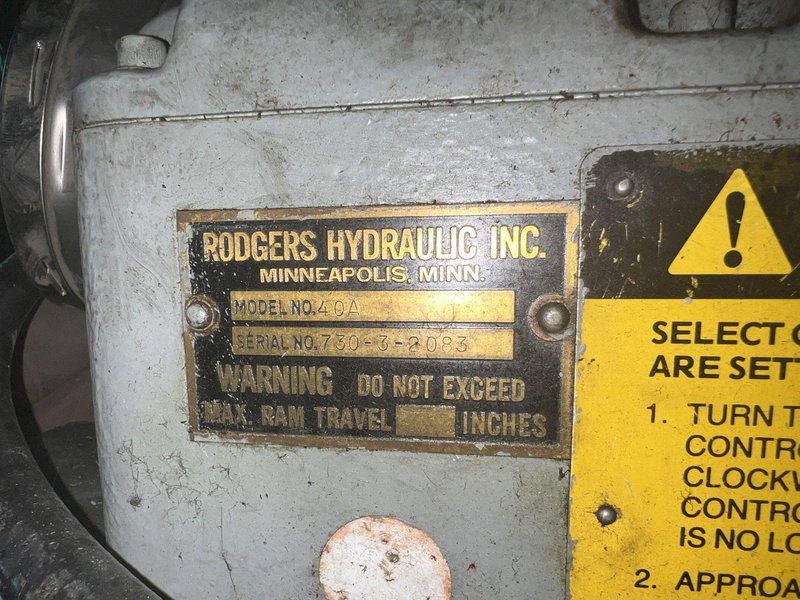 RODGERS HYDRAULIC INC.
MINNEAPOLIS, MINN.
MODEL NO. 40A
SERIAL NO. 730-3-2083
WARNING DO NOT EXCEED
MAX. RAM TRAVEL INCHES
!
SELECT
ARE SETT
1. TURN T
CONTRO
CLOCKW
CONTRO
IS NO LO
2. APPROA